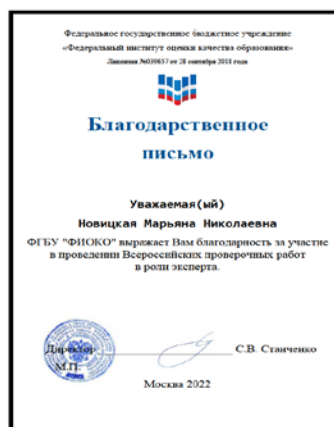 Федеральное государственное бюджетное учреждение
«Федеральный институт оценки качества образования»
Лицензия №039657 от 28 сентября 2018 года
Благодарственное
письмо
Уважаемая(ый)
Новицкая Марьяна Николаевна
ФГБУ "ФИОКО" выражает Вам благодарность за участие
в проведении Всероссийских проверочных работ
в роли эксперта.
Директор С.В. Станченко
М.П.
Москва 2022